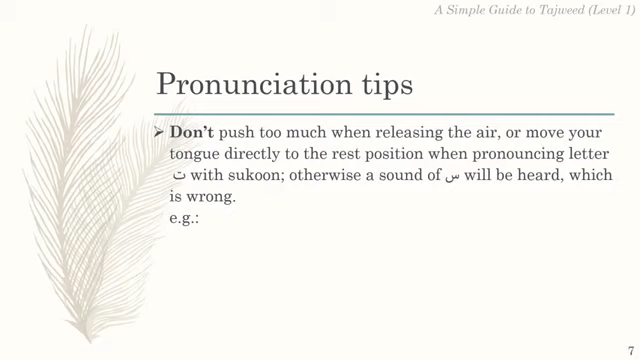 A Simple Guide to Tajweed (Level 1)
Pronunciation tips
➢ Don't push too much when releasing the air, or move your
tongue directly to the rest position when pronouncing letter
ت with sukoon; otherwise a sound of س will be heard, which
is wrong.
e.g.:
7